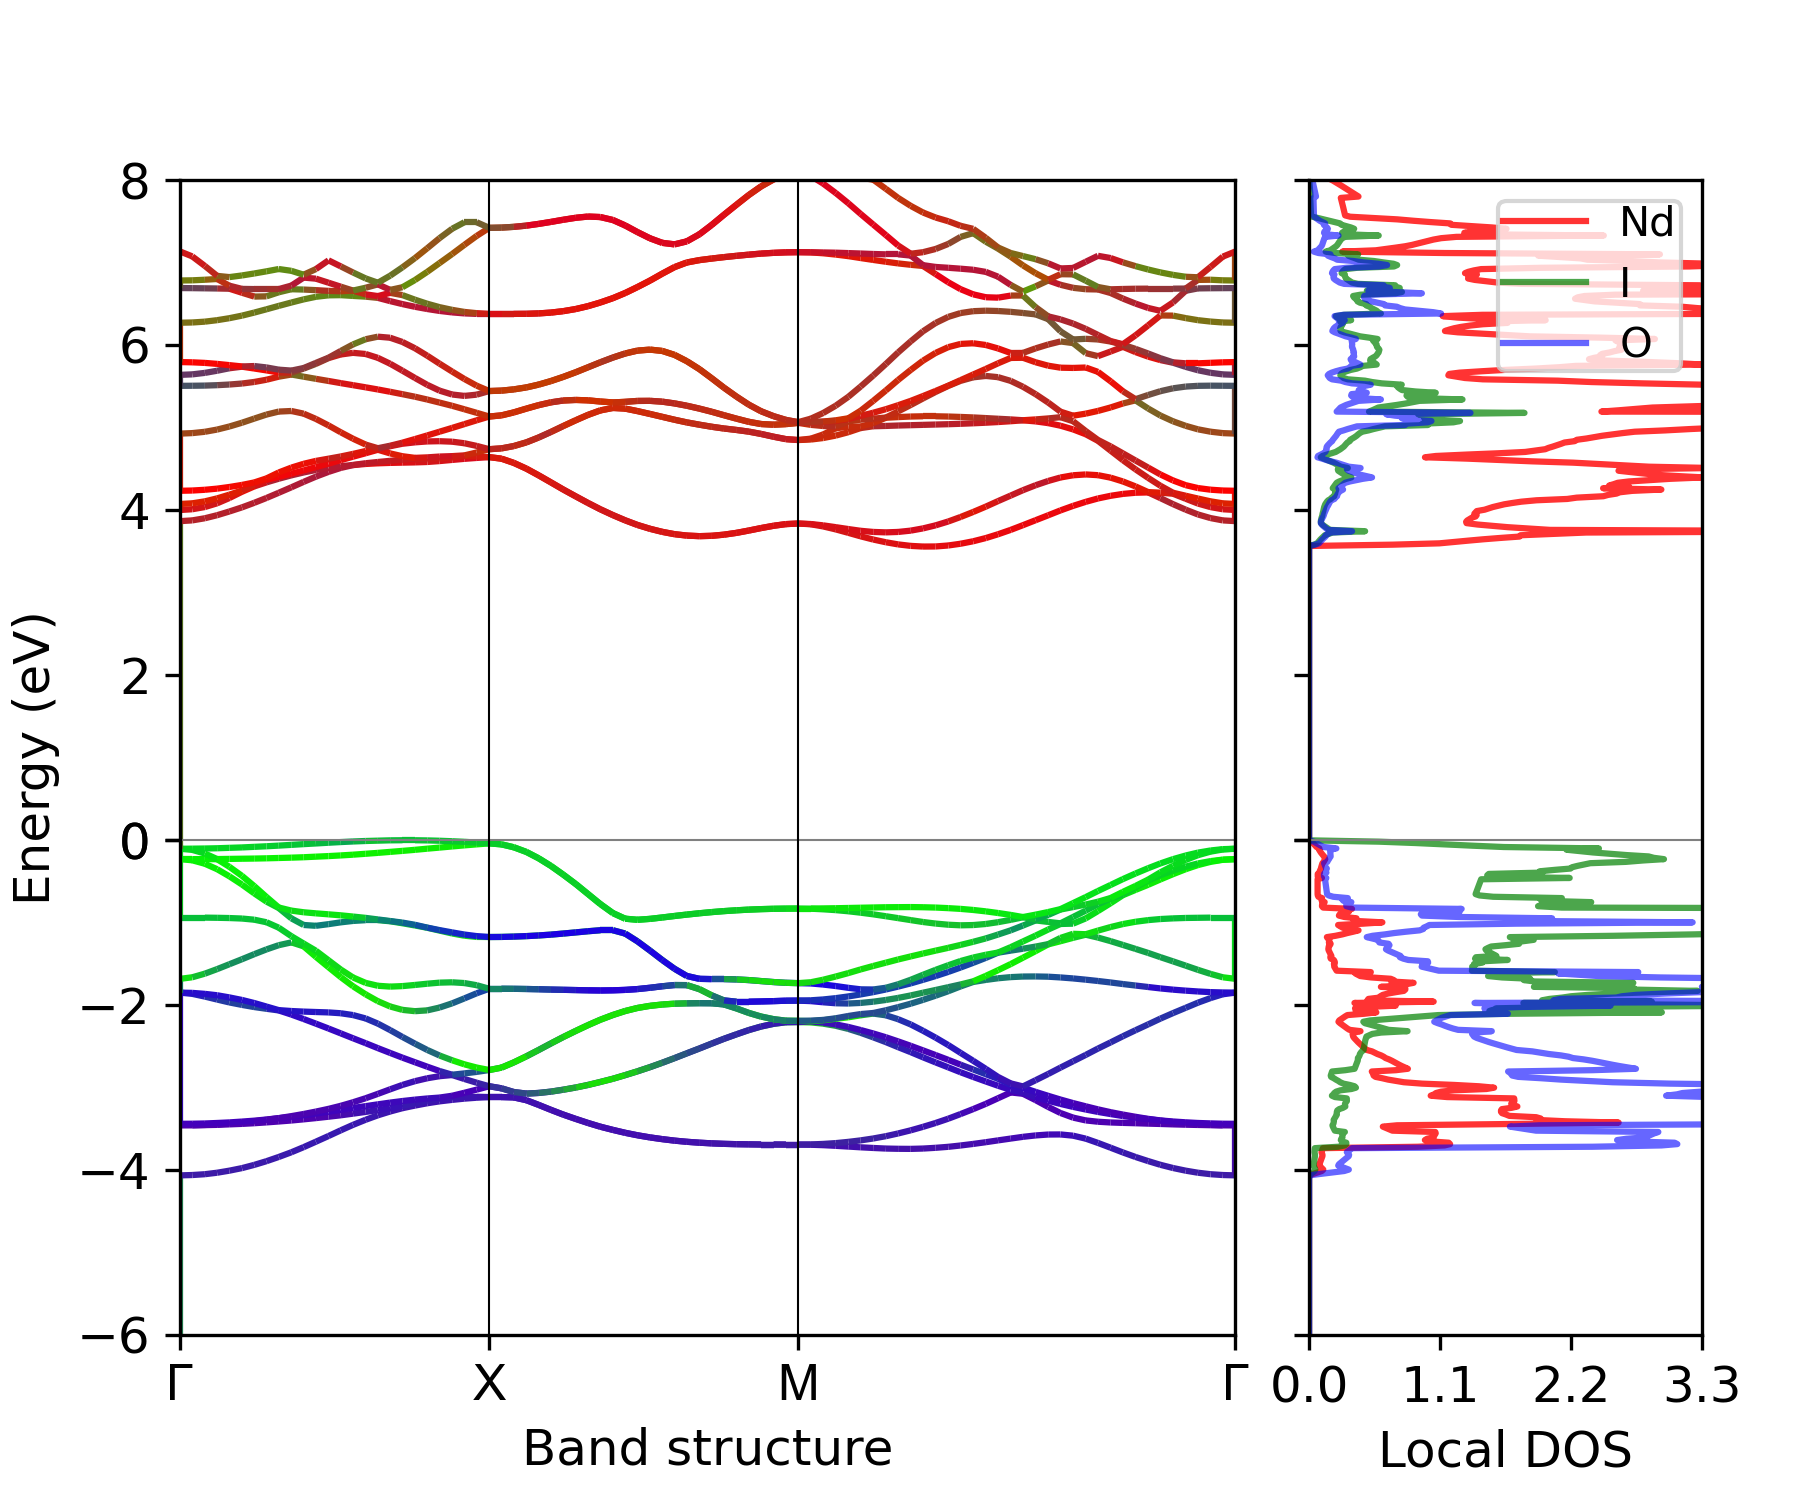 8
6
4
2
0
−2
−4
−6
Energy (eV)
Γ X M Γ
Band structure
Nd
I
O
0.0 1.1 2.2 3.3
Local DOS